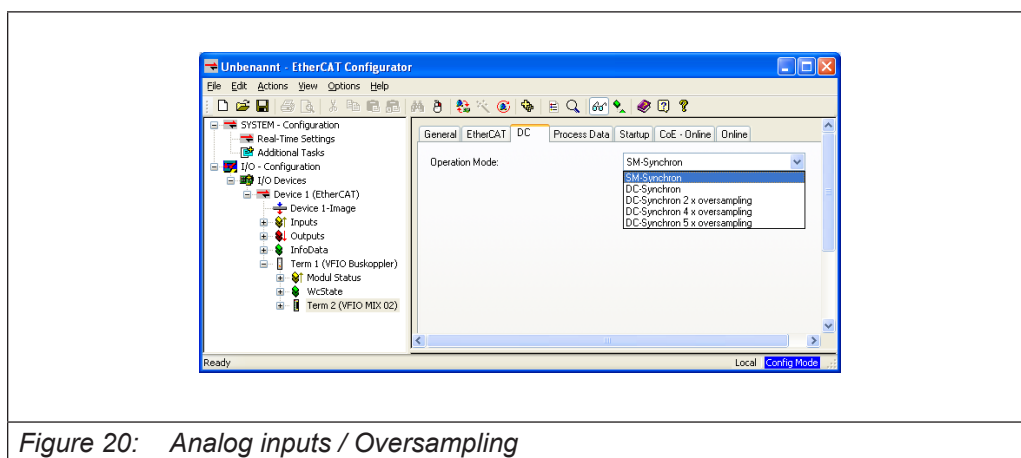 Unbenannt - EtherCAT Configurator
File Edit Actions View Options Help
SYSTEM - Configuration
Real-Time Settings
Additional Tasks
I/O - Configuration
I/O Devices
Device 1 (EtherCAT)
Device 1-Image
Inputs
Outputs
InfoData
Term 1 (VFIO Buskoppler)
Modul Status
WcState
Term 2 (VFIO MIX 02)
General EtherCAT DC Process Data Startup CoE - Online Online
Operation Mode: SM-Synchron
SM-Synchron
DC-Synchron
DC-Synchron 2 x oversampling
DC-Synchron 4 x oversampling
DC-Synchron 5 x oversampling
Ready Local Config Mode
Figure 20: Analog inputs / Oversampling